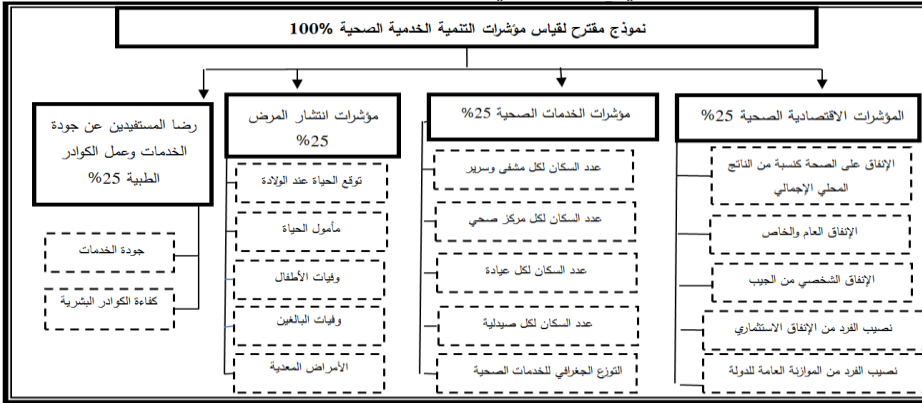 نموذج مقترح لقياس مؤشرات التنمية الخدمية الصحية 100%
المؤشرات الاقتصادية الصحية 25%
الإنفاق على الصحة كنسبة من الناتج
المحلي الإجمالي
الإنفاق العام والخاص
الإنفاق الشخصي من الجيب
نصيب الفرد من الإنفاق الاستثماري
نصيب الفرد من الموازنة العامة للدولة
مؤشرات الخدمات الصحية 25%
عدد السكان لكل مشفى وسرير
عدد السكان لكل مركز صحي
عدد السكان لكل عيادة
عدد السكان لكل صيدلية
التوزع الجغرافي للخدمات الصحية
مؤشرات انتشار المرض
25%
توقع الحياة عند الولادة
مأمول الحياة
وفيات الأطفال
وفيات البالغين
الأمراض المعدية
رضا المستفيدين عن جودة
الخدمات وعمل الكوادر
الطبية 25%
جودة الخدمات
كفاءة الكوادر البشرية